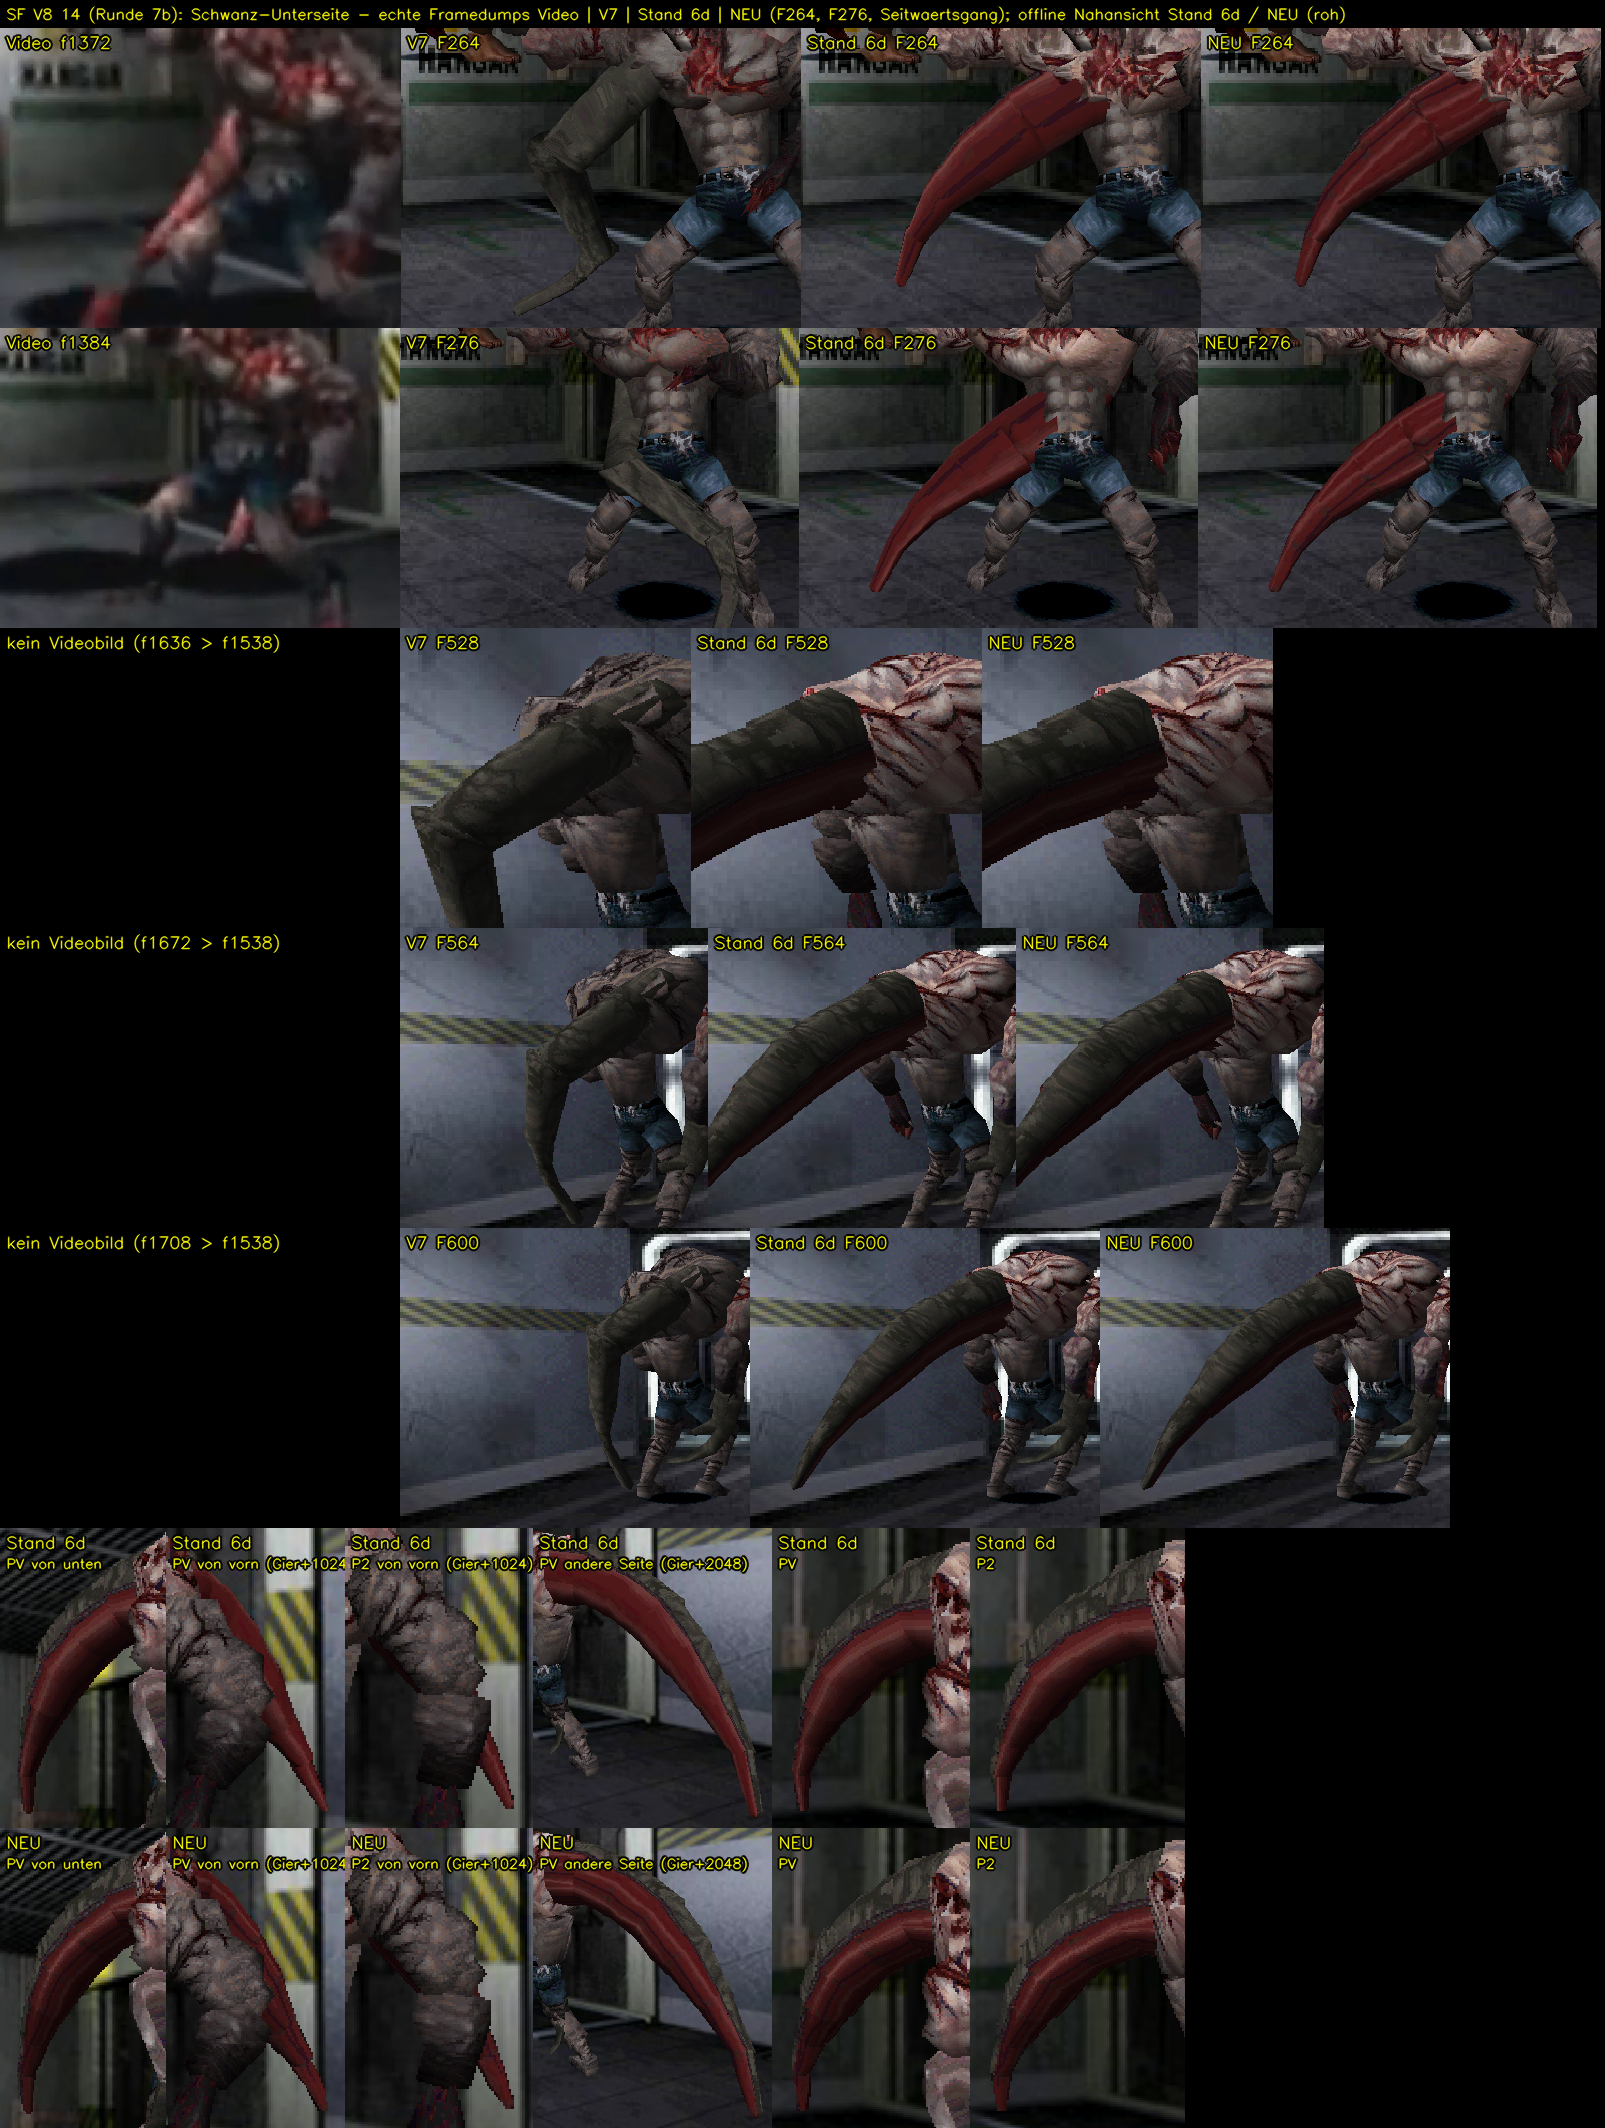 SF V8 14 (Runde 7b): Schwanz-Unterseite - echte Framedumps Video | V7 | Stand 6d | NEU (F264, F276, Seitwaertsgang); offline Nahansicht Stand 6d / NEU (roh)
Video f1372
V7 F264
Stand 6d F264
NEU F264
HANGAR
HANGAR
HANGAR
HANGAR
Video f1384
V7 F276
Stand 6d F276
NEU F276
kein Videobild (f1636 > f1538)
V7 F528
Stand 6d F528
NEU F528
kein Videobild (f1672 > f1538)
V7 F564
Stand 6d F564
NEU F564
kein Videobild (f1708 > f1538)
V7 F600
Stand 6d F600
NEU F600
Stand 6d
PV von unten
Stand 6d
PV von vorn (Gier+1024
Stand 6d
P2 von vorn (Gier+1024)
Stand 6d
PV andere Seite (Gier+2048)
Stand 6d
PV
Stand 6d
P2
NEU
PV von unten
NEU
PV von vorn (Gier+1024
NEU
P2 von vorn (Gier+1024)
NEU
PV andere Seite (Gier+2048)
NEU
PV
NEU
P2